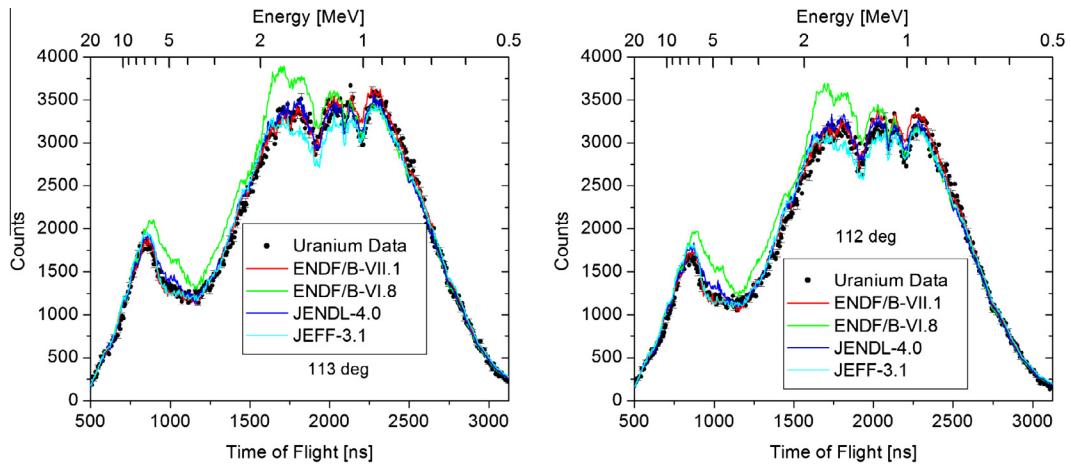 Energy [MeV]
20 10 5 2 1 0.5
4000
3500
3000
2500
2000
1500
1000
500
0
Counts
Uranium Data
ENDF/B-VII.1
ENDF/B-VI.8
JENDL-4.0
JEFF-3.1
113 deg
500 1000 1500 2000 2500 3000
Time of Flight [ns]
Energy [MeV]
20 10 5 2 1 0.5
4000
3500
3000
2500
2000
1500
1000
500
0
Counts
112 deg
Uranium Data
ENDF/B-VII.1
ENDF/B-VI.8
JENDL-4.0
JEFF-3.1
500 1000 1500 2000 2500 3000
Time of Flight [ns]